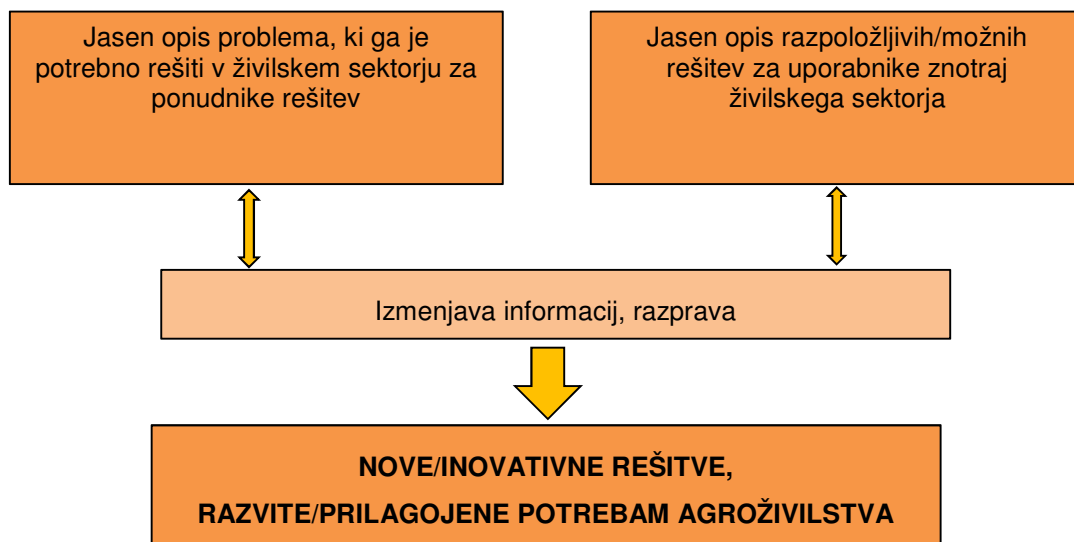 Jasen opis problema, ki ga je
potrebno rešiti v živilskem sektorju za
ponudnike rešitev
Jasen opis razpoložljivih/možnih
rešitev za uporabnike znotraj
živilskega sektorja
Izmenjava informacij, razprava
NOVE/INOVATIVNE REŠITVE,
RAZVITE/PRILAGOJENE POTREBAM AGROŽIVILSTVA